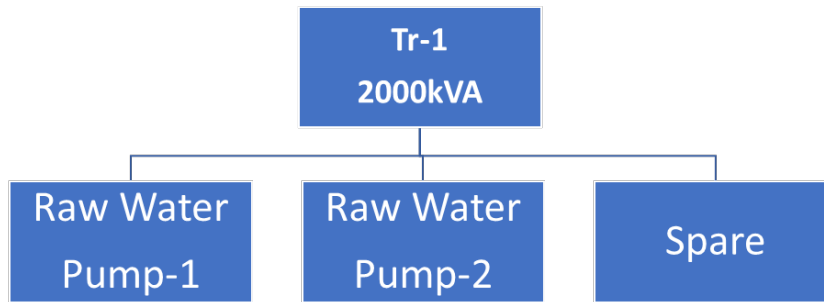 Tr-1
2000kVA
Raw Water
Pump-1
Raw Water
Pump-2
Spare